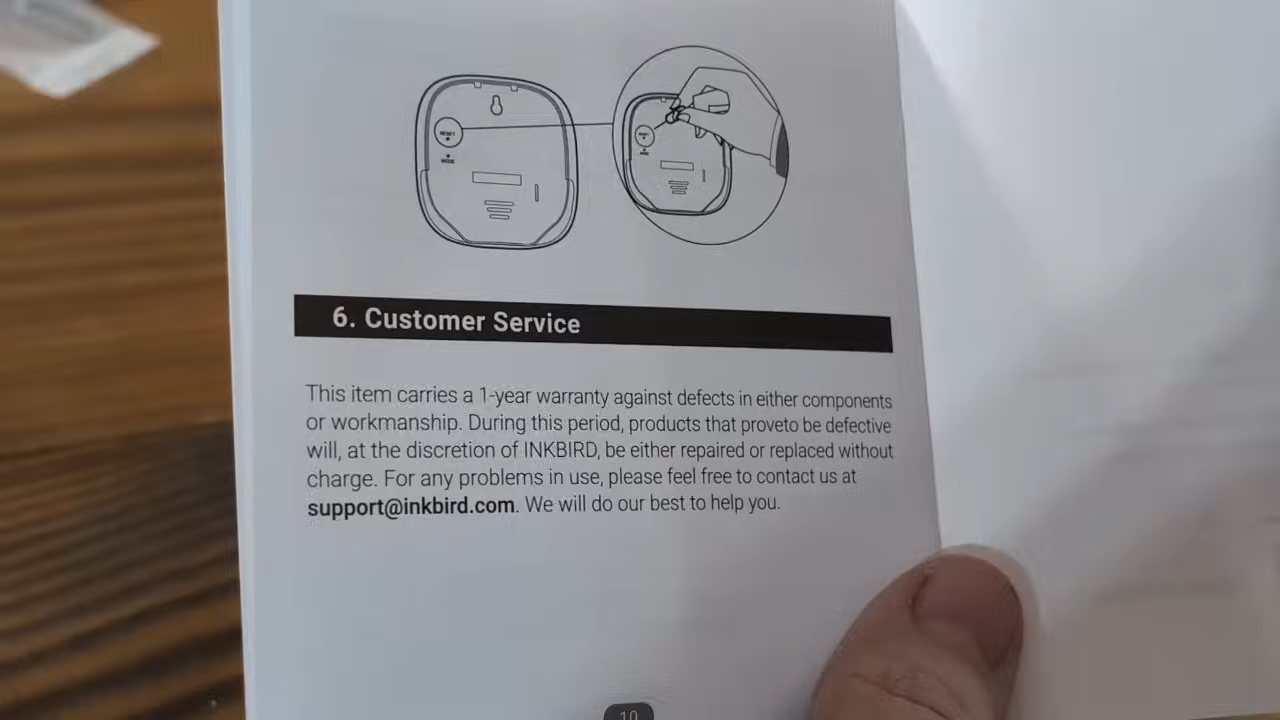 RESET
MODE
6. Customer Service
This item carries a 1-year warranty against defects in either components
or workmanship. During this period, products that proveto be defective
will, at the discretion of INKBIRD, be either repaired or replaced without
charge. For any problems in use, please feel free to contact us at
support@inkbird.com. We will do our best to help you.
10